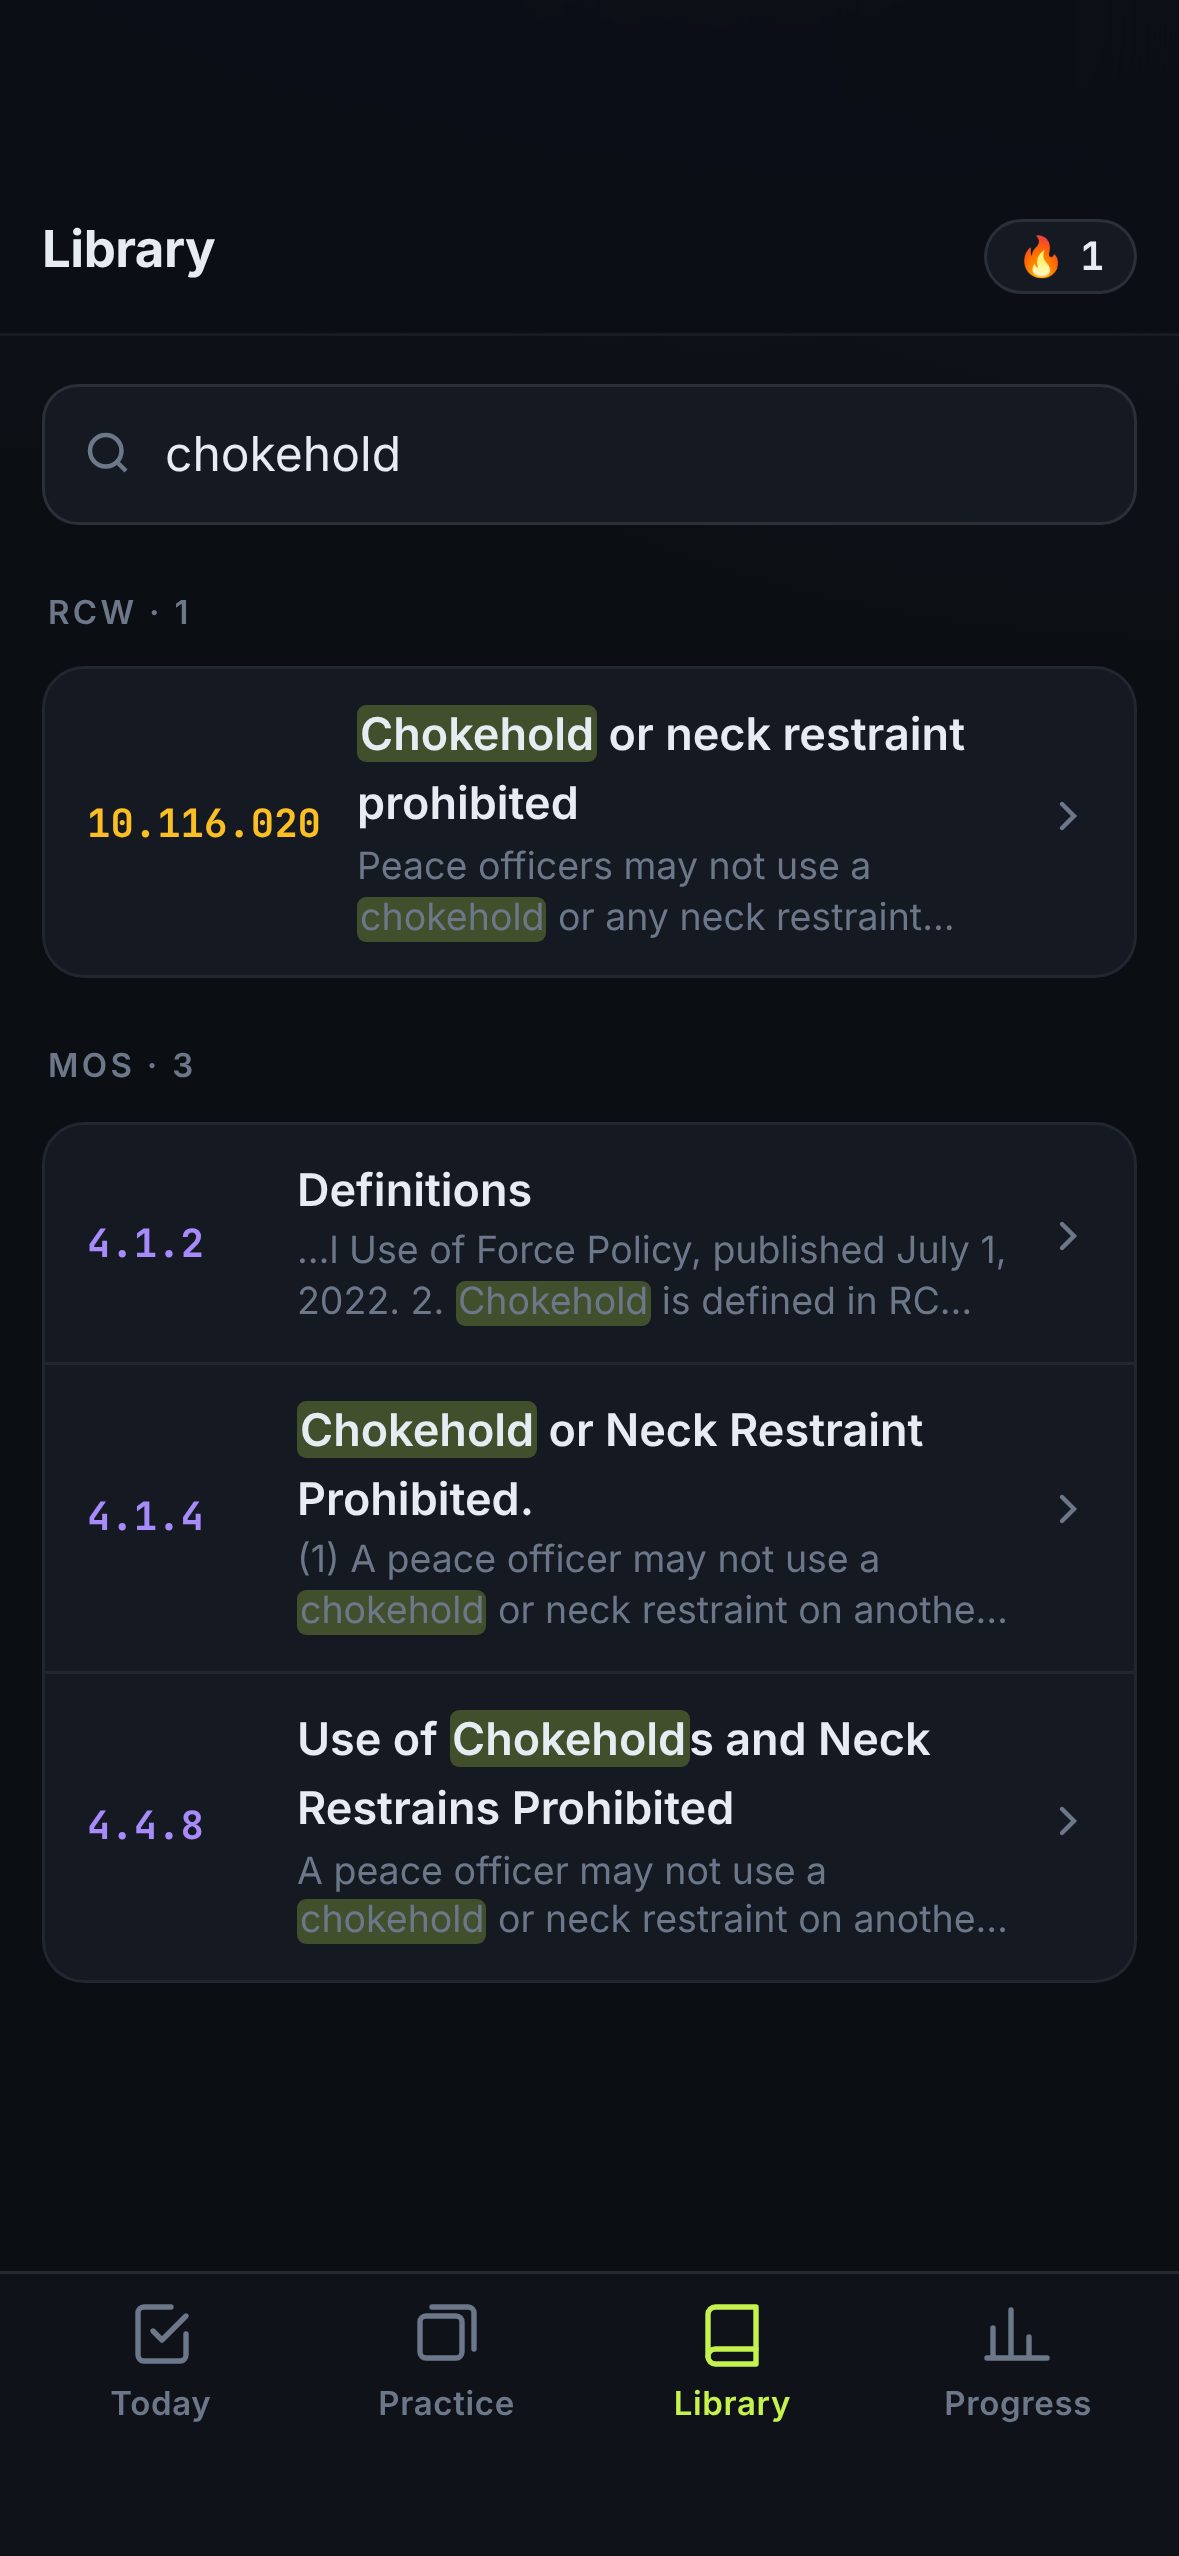 Library
🔥 1
chokehold
RCW · 1
10.116.020
Chokehold or neck restraint
prohibited
Peace officers may not use a
chokehold or any neck restraint...
MOS · 3
4.1.2
Definitions
...l Use of Force Policy, published July 1,
2022. 2. Chokehold is defined in RC...
4.1.4
Chokehold or Neck Restraint
Prohibited.
(1) A peace officer may not use a
chokehold or neck restraint on anothe...
4.4.8
Use of Chokeholds and Neck
Restrains Prohibited
A peace officer may not use a
chokehold or neck restraint on anothe...
Today
Practice
Library
Progress